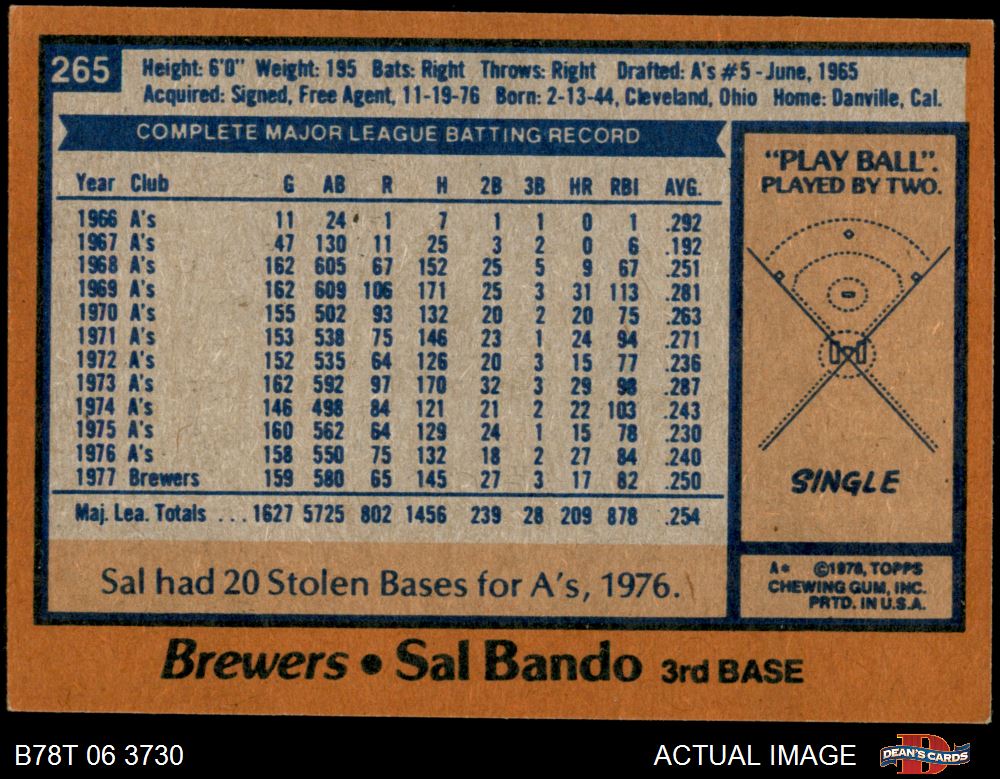 265
Height: 6'0" Weight: 195 Bats: Right Throws: Right Drafted: A's #5 - June, 1965
Acquired: Signed, Free Agent, 11-19-76 Born: 2-13-44, Cleveland, Ohio Home: Danville, Cal.
COMPLETE MAJOR LEAGUE BATTING RECORD
Year Club G AB R H 2B 3B HR RBI AVG.
1966 A's 11 24 1 7 1 1 0 1 .292
1967 A's 47 130 11 25 3 2 0 6 .192
1968 A's 162 605 67 152 25 5 9 67 .251
1969 A's 162 609 106 171 25 3 31 113 .281
1970 A's 155 502 93 132 20 2 20 75 .263
1971 A's 153 538 75 146 23 1 24 94 .271
1972 A's 152 535 64 126 20 3 15 77 .236
1973 A's 162 592 97 170 32 3 29 98 .287
1974 A's 146 498 84 121 21 2 22 103 .243
1975 A's 160 562 64 129 24 1 15 78 .230
1976 A's 158 550 75 132 18 2 27 84 .240
1977 Brewers 159 580 65 145 27 3 17 82 .250
Maj. Lea. Totals ... 1627 5725 802 1456 239 28 209 878 .254
Sal had 20 Stolen Bases for A's, 1976.
"PLAY BALL".
PLAYED BY TWO.
SINGLE
A* ©1978, TOPPS
CHEWING GUM, INC.
PRTD. IN U.S.A.
Brewers • Sal Bando 3rd BASE
B78T 06 3730
ACTUAL IMAGE
D
DEAN'S CARDS